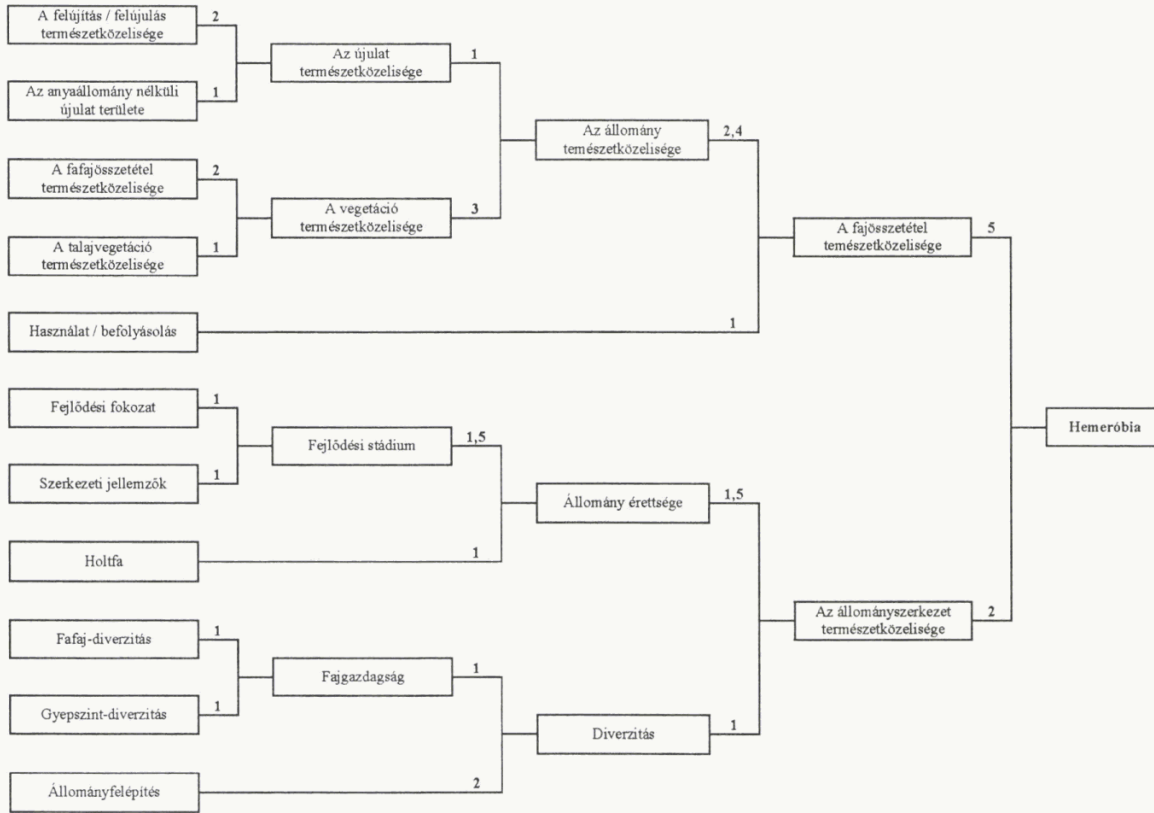 A felújítás / felújulás
természetközelisége
2
Az anyaállomány nélküli
újulat területe
1
Az újulat
természetközelisége
1
A fafajösszetétel
természetközelisége
2
A talajvegetáció
természetközelisége
1
A vegetáció
természetközelisége
3
Az állomány
temészetközelisége
2,4
Használat / befolyásolás
1
A fajösszetétel
temészetközelisége
5
Fejlődési fokozat
1
Szerkezeti jellemzők
1
Fejlődési stádium
1,5
Holtfa
1
Állomány érettsége
1,5
Fafaj-diverzitás
1
Gyepszint-diverzitás
1
Fajgazdagság
1
Állományfelépítés
2
Diverzitás
1
Az állományszerkezet
természetközelisége
2
Hemeróbia